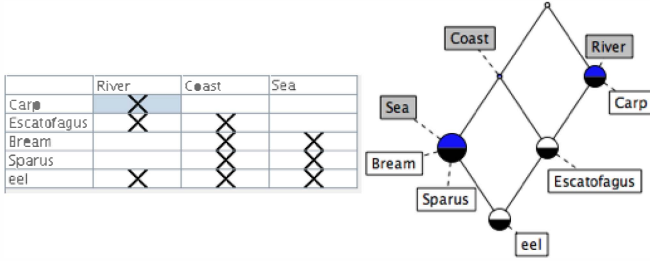 River Coast Sea
Carp
Escatofagus
Bream
Sparus
eel
Coast
River
Carp
Sea
Bream
Sparus
Escatofagus
eel